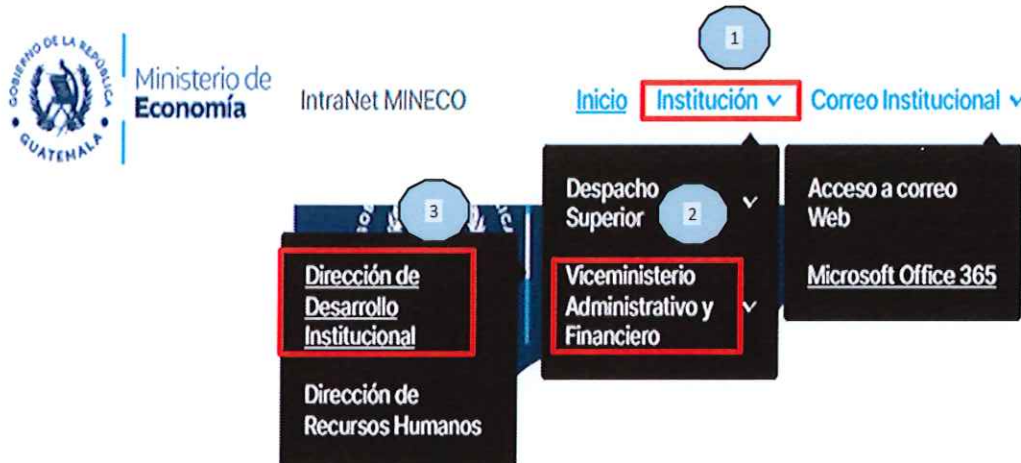 GOBIERNO DE LA REPÚBLICA
GUATEMALA
Ministerio de
Economía
IntraNet MINECO
1
Inicio
Institución
Correo Institucional
Despacho
Superior
2
Viceministerio
Administrativo y
Financiero
Acceso a correo
Web
Microsoft Office 365
3
Dirección de
Desarrollo
Institucional
Dirección de
Recursos Humanos